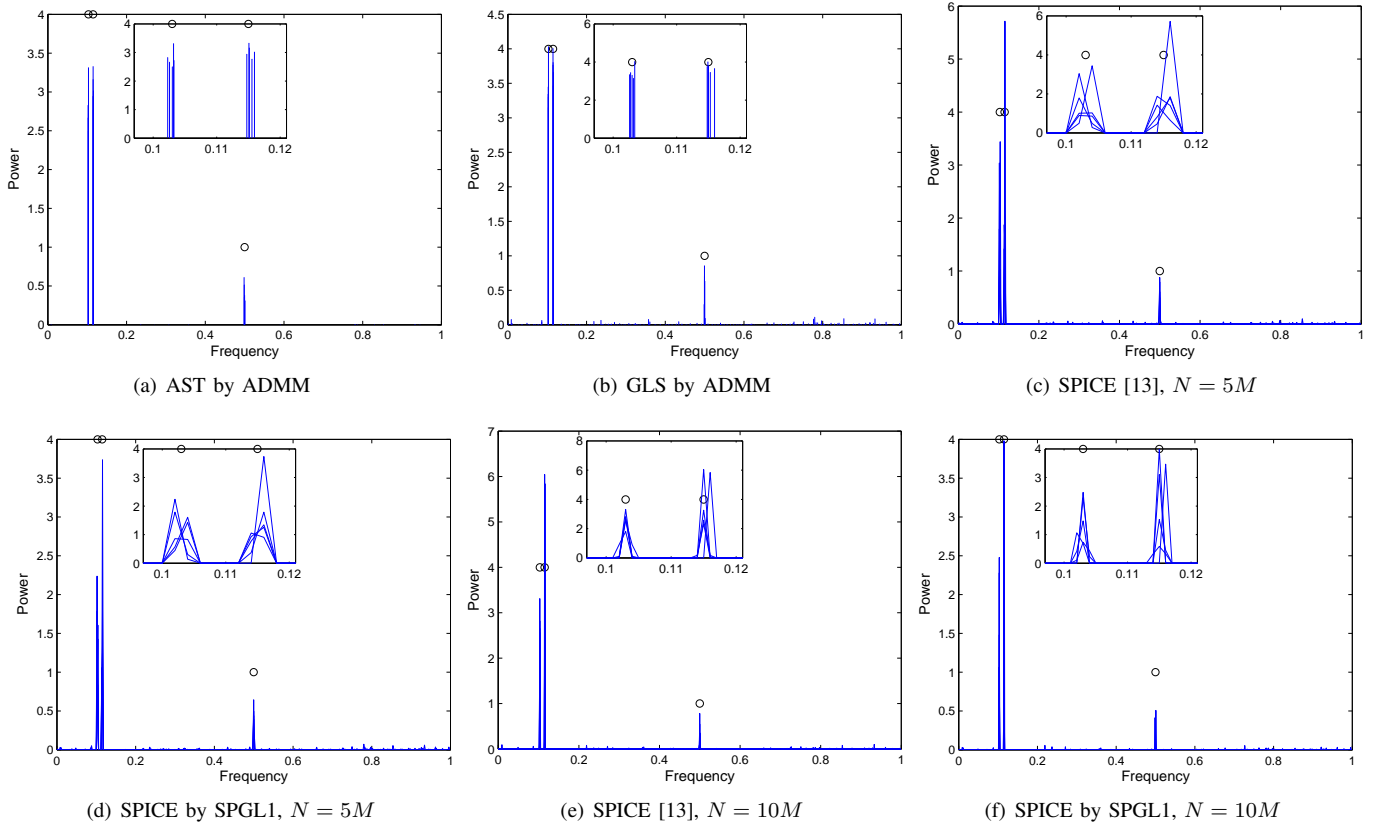 4
3.5
3
2.5
2
1.5
1
0.5
0
0 0.2 0.4 0.6 0.8 1
Power
Frequency
4
3
2
1
0
0.1 0.11 0.12
(a) AST by ADMM
4.5
4
3.5
3
2.5
2
1.5
1
0.5
0
0 0.2 0.4 0.6 0.8 1
Power
Frequency
6
4
2
0
0.1 0.11 0.12
(b) GLS by ADMM
6
5
4
3
2
1
0
0 0.2 0.4 0.6 0.8 1
Power
Frequency
6
4
2
0
0.1 0.11 0.12
(c) SPICE [13], N = 5M
4
3.5
3
2.5
2
1.5
1
0.5
0
0 0.2 0.4 0.6 0.8 1
Power
Frequency
4
3
2
1
0
0.1 0.11 0.12
(d) SPICE by SPGL1, N = 5M
7
6
5
4
3
2
1
0
0 0.2 0.4 0.6 0.8 1
Power
Frequency
8
6
4
2
0
0.1 0.11 0.12
(e) SPICE [13], N = 10M
4
3.5
3
2.5
2
1.5
1
0.5
0
0 0.2 0.4 0.6 0.8 1
Power
Frequency
4
3
2
1
0
0.1 0.11 0.12
(f) SPICE by SPGL1, N = 10M